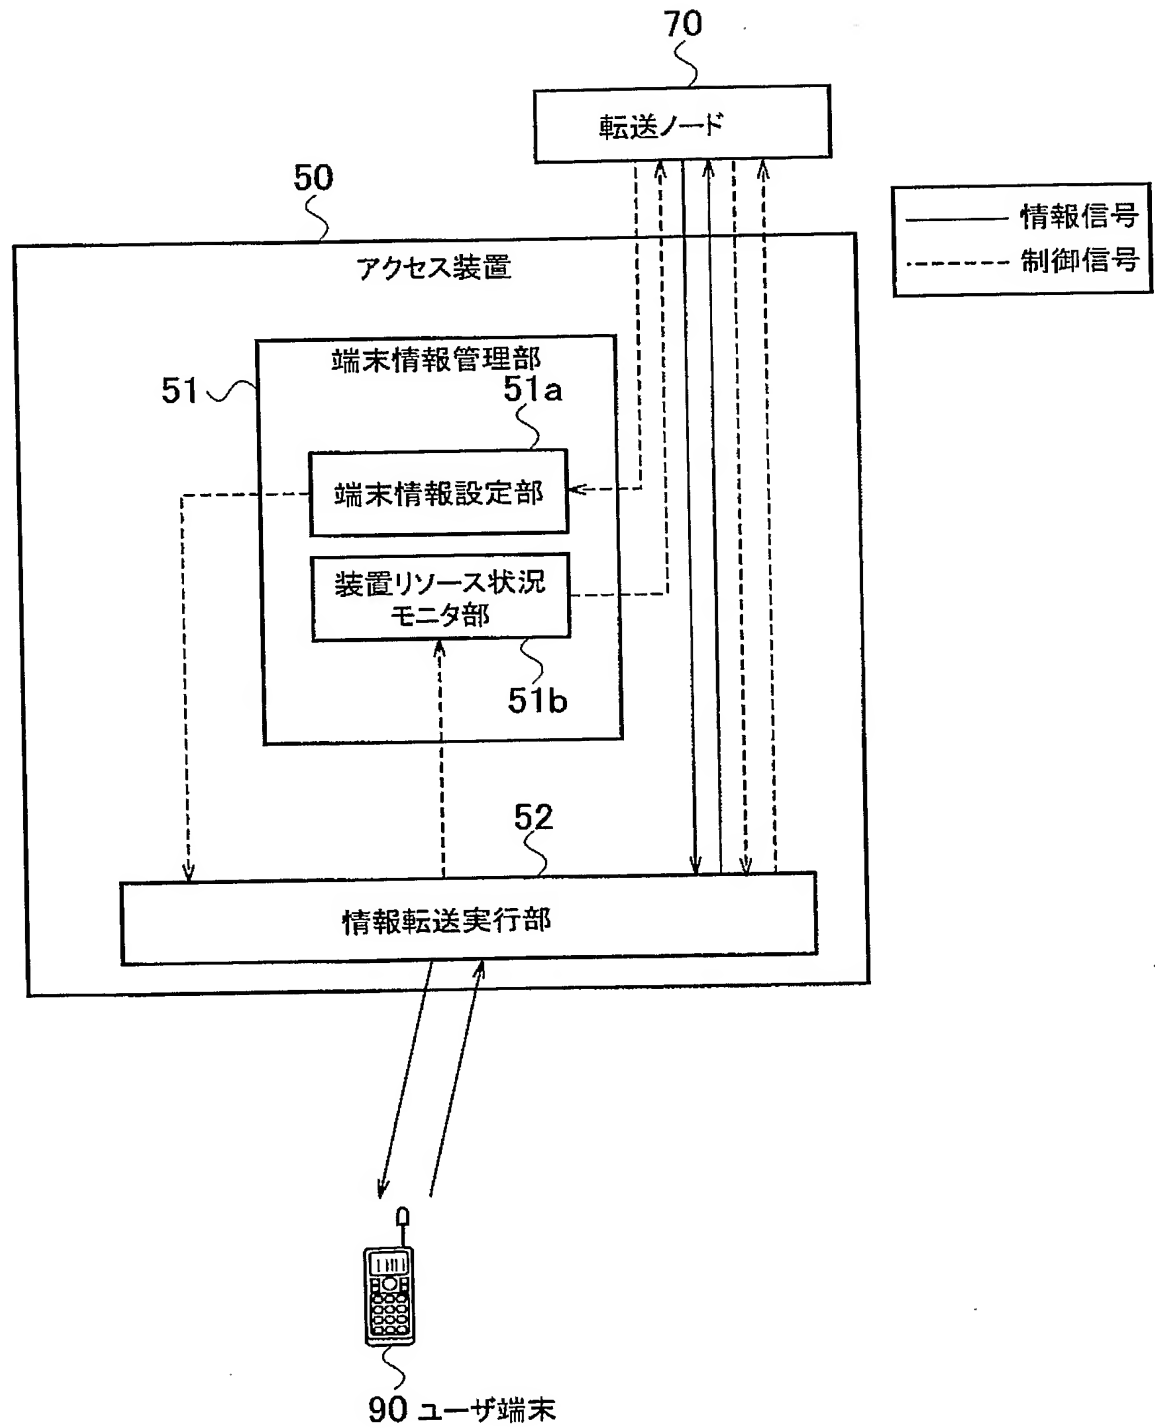 70
転送ノード
50
情報信号
制御信号
アクセス装置
端末情報管理部
51
51a
端末情報設定部
装置リソース状況
モニタ部
51b
52
情報転送実行部
90 ユーザ端末